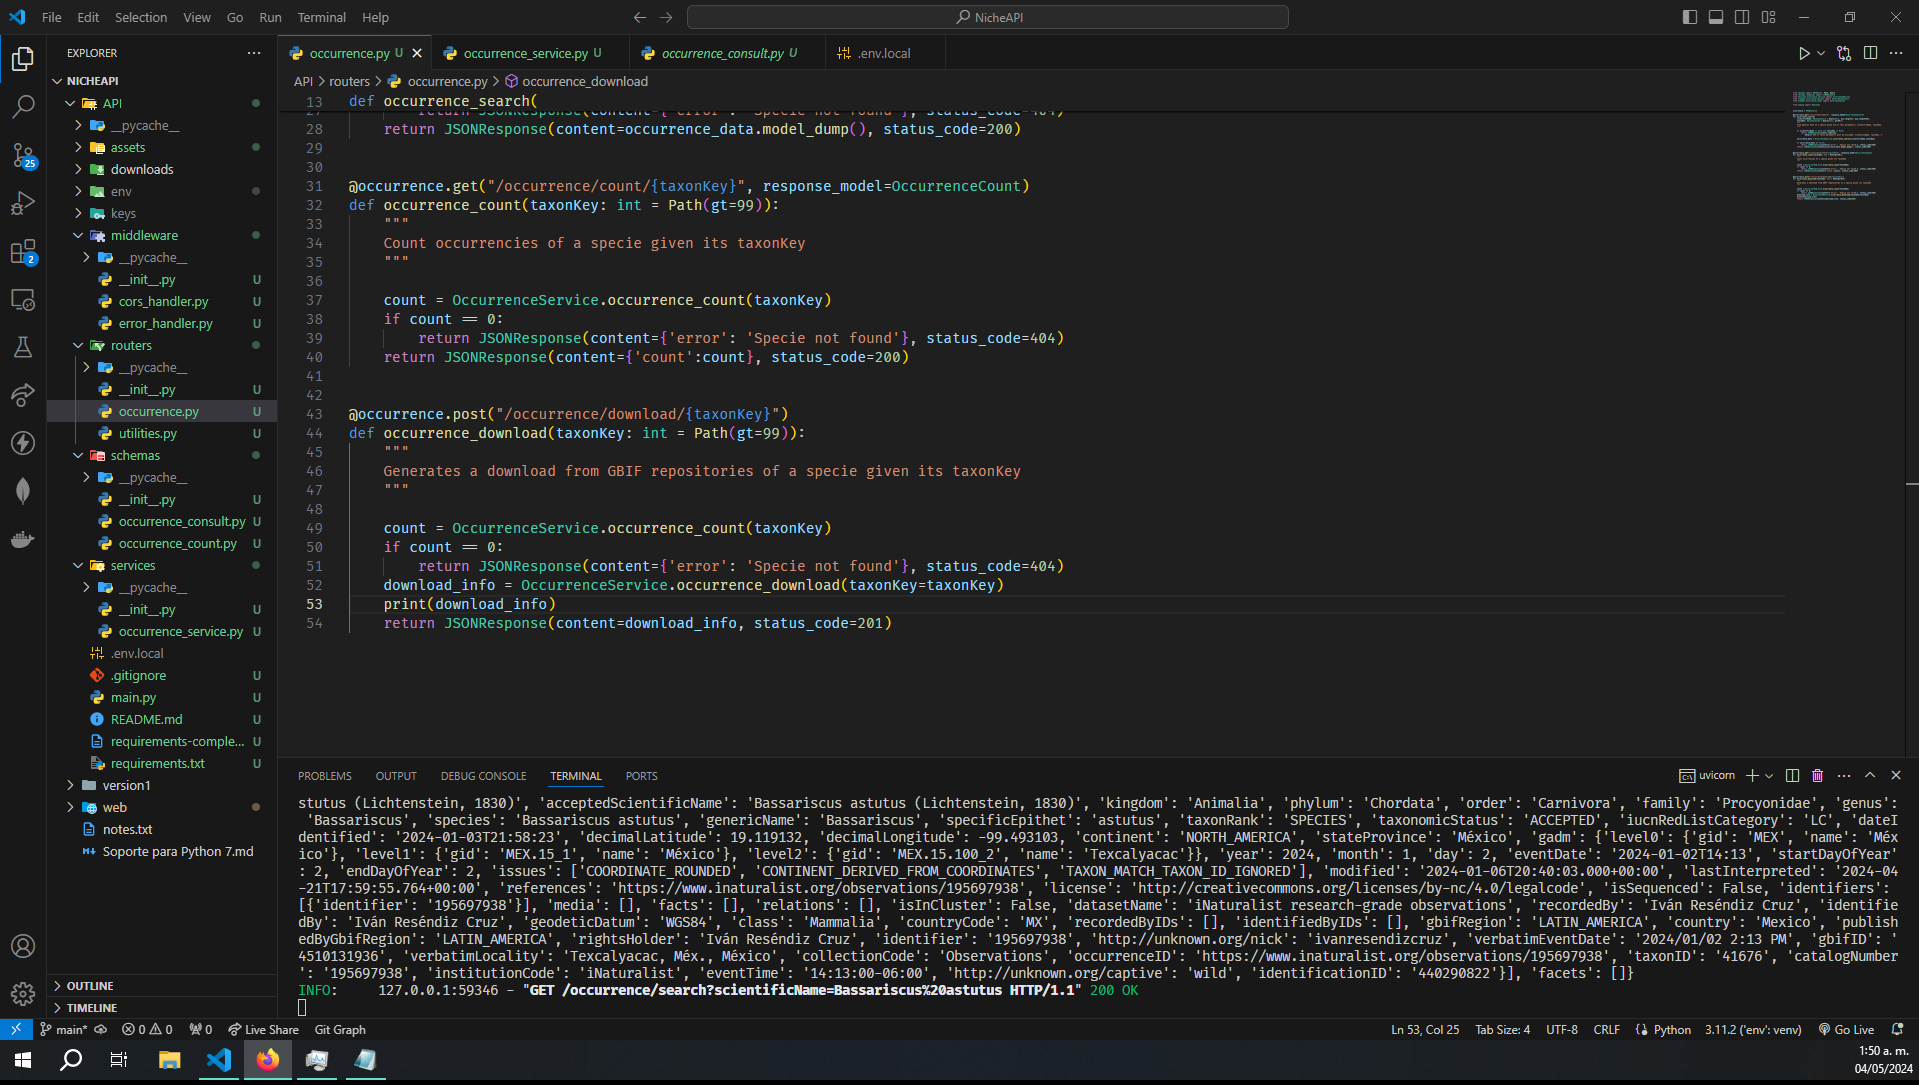 File Edit Selection View Go Run Terminal Help
NicheAPI
EXPLORER
NICHEAPI
API
__pycache__
assets
downloads
env
keys
middleware
__pycache__
__init__.py U
cors_handler.py U
error_handler.py U
routers
__pycache__
__init__.py U
occurrence.py U
utilities.py U
schemas
__pycache__
__init__.py U
occurrence_consult.py U
occurrence_count.py U
services
__pycache__
__init__.py U
occurrence_service.py U
.env.local
.gitignore U
main.py U
README.md U
requirements-comple... U
requirements.txt U
version1
web
notes.txt
Soporte para Python 7.md
OUTLINE
TIMELINE
25
2
occurrence.py U
occurrence_service.py U
occurrence_consult.py U
.env.local
API > routers > occurrence.py > occurrence_download
13 def occurrence_search(
27 return JSONResponse(content={'error': 'Specie not found'}, status_code=404)
28 return JSONResponse(content=occurrence_data.model_dump(), status_code=200)
29
30
31 @occurrence.get("/occurrence/count/{taxonKey}", response_model=OccurrenceCount)
32 def occurrence_count(taxonKey: int = Path(gt=99)):
33 """
34 Count occurrencies of a specie given its taxonKey
35 """
36
37 count = OccurrenceService.occurrence_count(taxonKey)
38 if count == 0:
39 return JSONResponse(content={'error': 'Specie not found'}, status_code=404)
40 return JSONResponse(content={'count':count}, status_code=200)
41
42
43 @occurrence.post("/occurrence/download/{taxonKey}")
44 def occurrence_download(taxonKey: int = Path(gt=99)):
45 """
46 Generates a download from GBIF repositories of a specie given its taxonKey
47 """
48
49 count = OccurrenceService.occurrence_count(taxonKey)
50 if count == 0:
51 return JSONResponse(content={'error': 'Specie not found'}, status_code=404)
52 download_info = OccurrenceService.occurrence_download(taxonKey=taxonKey)
53 print(download_info)
54 return JSONResponse(content=download_info, status_code=201)
PROBLEMS OUTPUT DEBUG CONSOLE TERMINAL PORTS
uvicorn
stutus (Lichtenstein, 1830)', 'acceptedScientificName': 'Bassariscus astutus (Lichtenstein, 1830)', 'kingdom': 'Animalia', 'phylum': 'Chordata', 'order': 'Carnivora', 'family': 'Procyonidae', 'genus':
'Bassariscus', 'species': 'Bassariscus astutus', 'genericName': 'Bassariscus', 'specificEpithet': 'astutus', 'taxonRank': 'SPECIES', 'taxonomicStatus': 'ACCEPTED', 'iucnRedListCategory': 'LC', 'dateI
dentified': '2024-01-03T21:58:23', 'decimalLatitude': 19.119132, 'decimalLongitude': -99.493103, 'continent': 'NORTH_AMERICA', 'stateProvince': 'México', 'gadm': {'level0': {'gid': 'MEX', 'name': 'Méx
ico'}, 'level1': {'gid': 'MEX.15_1', 'name': 'México'}, 'level2': {'gid': 'MEX.15.100_2', 'name': 'Texcalyacac'}}, 'year': 2024, 'month': 1, 'day': 2, 'eventDate': '2024-01-02T14:13', 'startDayOfYear'
: 2, 'endDayOfYear': 2, 'issues': ['COORDINATE_ROUNDED', 'CONTINENT_DERIVED_FROM_COORDINATES', 'TAXON_MATCH_TAXON_ID_IGNORED'], 'modified': '2024-01-06T20:40:03.000+00:00', 'lastInterpreted': '2024-04
-21T17:59:55.764+00:00', 'references': 'https://www.inaturalist.org/observations/195697938', 'license': 'http://creativecommons.org/licenses/by-nc/4.0/legalcode', 'isSequenced': False, 'identifiers':
[{'identifier': '195697938'}], 'media': [], 'facts': [], 'relations': [], 'isInCluster': False, 'datasetName': 'iNaturalist research-grade observations', 'recordedBy': 'Iván Reséndiz Cruz', 'identifie
dBy': 'Iván Reséndiz Cruz', 'geodeticDatum': 'WGS84', 'class': 'Mammalia', 'countryCode': 'MX', 'recordedByIDs': [], 'identifiedByIDs': [], 'gbifRegion': 'LATIN_AMERICA', 'country': 'Mexico', 'publish
edByGbifRegion': 'LATIN_AMERICA', 'rightsHolder': 'Iván Reséndiz Cruz', 'identifier': '195697938', 'http://unknown.org/nick': 'ivanresendizcruz', 'verbatimEventDate': '2024/01/02 2:13 PM', 'gbifID': '
4510131936', 'verbatimLocality': 'Texcalyacac, Méx., México', 'collectionCode': 'Observations', 'occurrenceID': 'https://www.inaturalist.org/observations/195697938', 'taxonID': '41676', 'catalogNumber
': '195697938', 'institutionCode': 'iNaturalist', 'eventTime': '14:13:00-06:00', 'http://unknown.org/captive': 'wild', 'identificationID': '440290822'}], 'facets': []}
INFO: 127.0.0.1:59346 - "GET /occurrence/search?scientificName=Bassariscus%20astutus HTTP/1.1" 200 OK
main* 0 0 0 Live Share Git Graph
Ln 53, Col 25 Tab Size: 4 UTF-8 CRLF Python 3.11.2 ('env': venv) Go Live
1:50 a. m.
04/05/2024